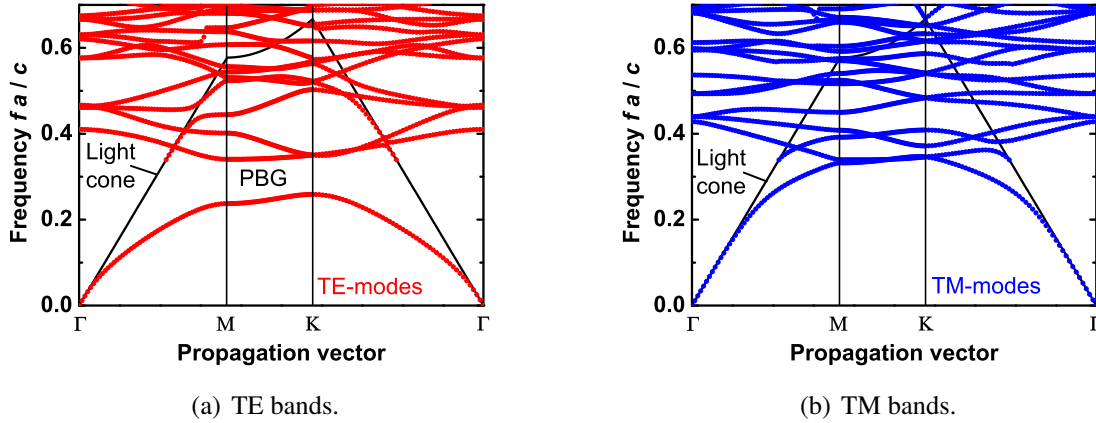 Frequency f a / c
0.6
0.4
0.2
0.0
Light
cone
PBG
TE-modes
Γ
M
K
Γ
Propagation vector
(a) TE bands.
Frequency f a / c
0.6
0.4
0.2
0.0
Light
cone
TM-modes
Γ
M
K
Γ
Propagation vector
(b) TM bands.